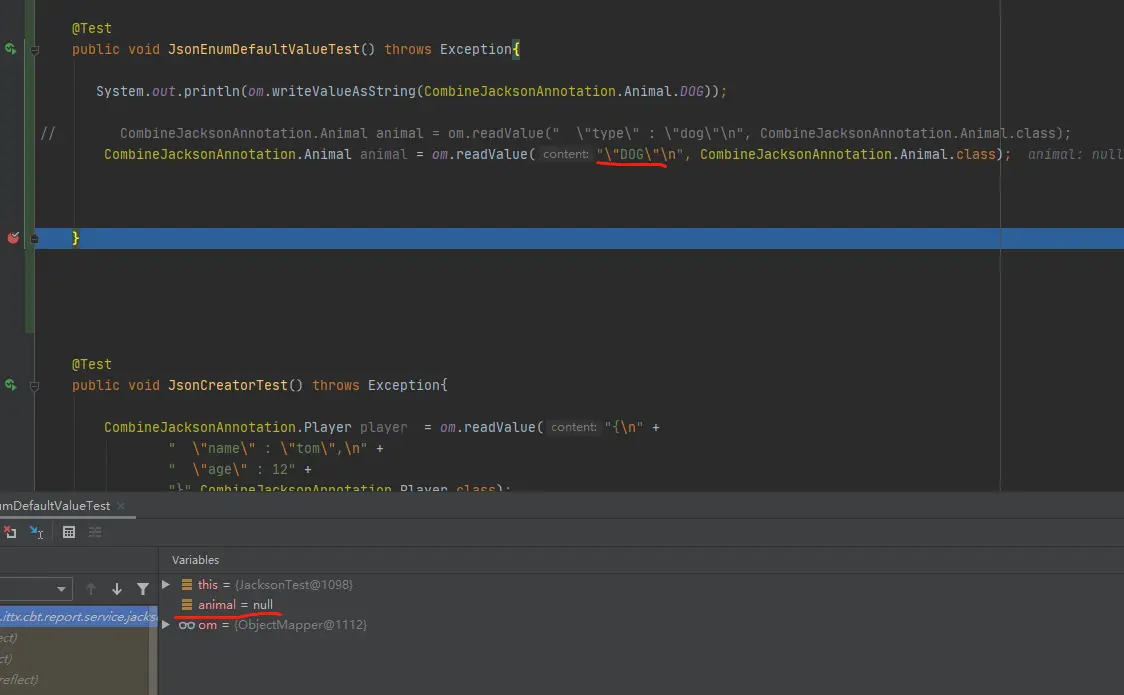 @Test
public void JsonEnumDefaultValueTest() throws Exception{
System.out.println(om.writeValueAsString(CombineJacksonAnnotation.Animal.DOG));
// CombineJacksonAnnotation.Animal animal = om.readValue("  \"type\" : \"dog\"\n", CombineJacksonAnnotation.Animal.class);
CombineJacksonAnnotation.Animal animal = om.readValue( content: "\"DOG\"\n", CombineJacksonAnnotation.Animal.class); animal: null
}
@Test
public void JsonCreatorTest() throws Exception{
CombineJacksonAnnotation.Player player = om.readValue( content: "{\n" +
"  \"name\" : \"tom\",\n" +
"  \"age\" : 12" +
"}",CombineJacksonAnnotation.Player.class);
umDefaultValueTest ×
Variables
this = {JacksonTest@1098}
animal = null
.ittx.cbt.report.service.jackso
oo om = {ObjectMapper@1112}
ect)
ct)
reflect)